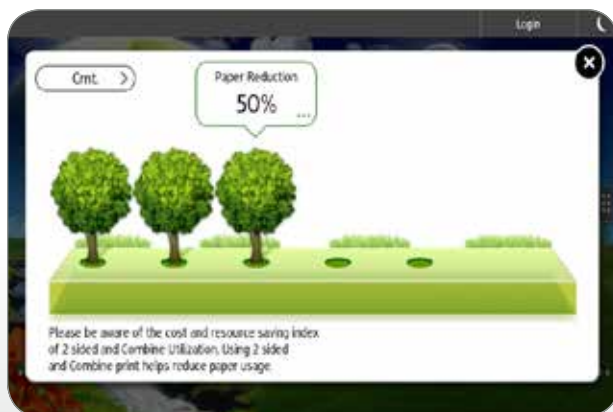 Login
Cmt.
Paper Reduction
50%
...
Please be aware of the cost and resource saving index
of 2 sided and Combine Utilization. Using 2 sided
and Combine print helps reduce paper usage.